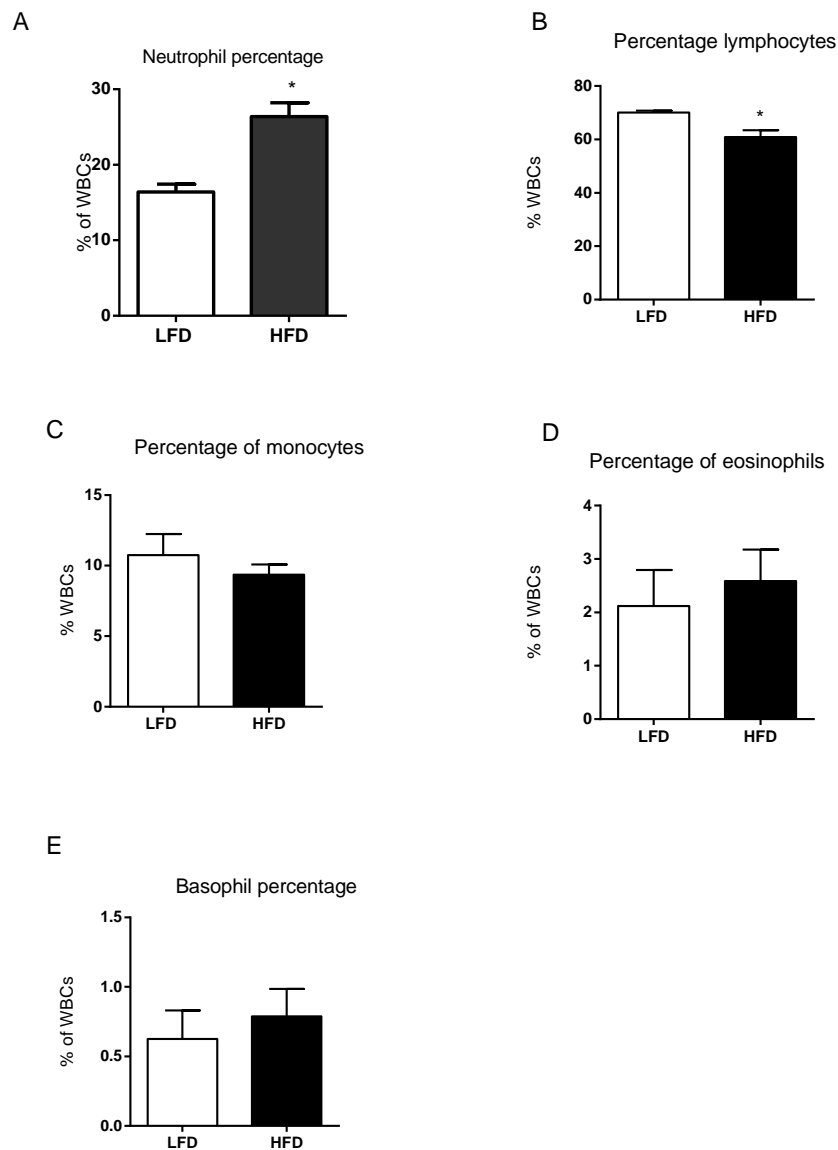 A
Neutrophil percentage
*
30
20
10
0
% of WBCs
LFD HFD
B
Percentage lymphocytes
*
80
60
40
20
0
% WBCs
LFD HFD
C
Percentage of monocytes
15
10
5
0
% WBCs
LFD HFD
D
Percentage of eosinophils
4
3
2
1
0
% of WBCs
LFD HFD
E
Basophil percentage
1.5
1.0
0.5
0.0
% of WBCs
LFD HFD